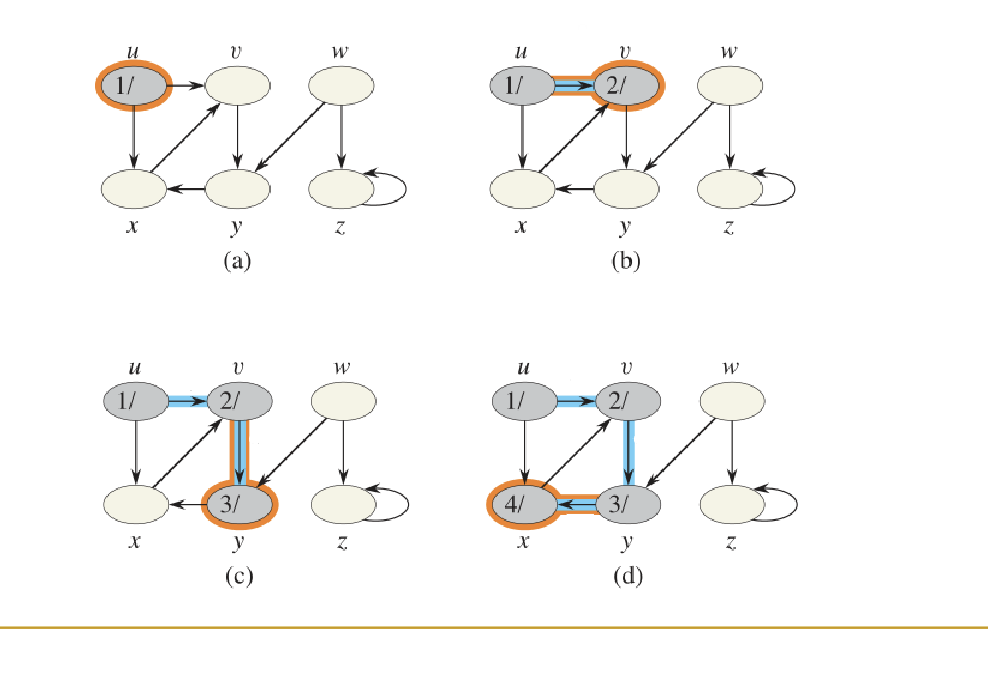 u v w u v w
1/ 1/ 2/
x y z x y z
(a) (b)
u v w u v w
1/ 2/ 1/ 2/
3/ 4/ 3/
x y z x y z
(c) (d)